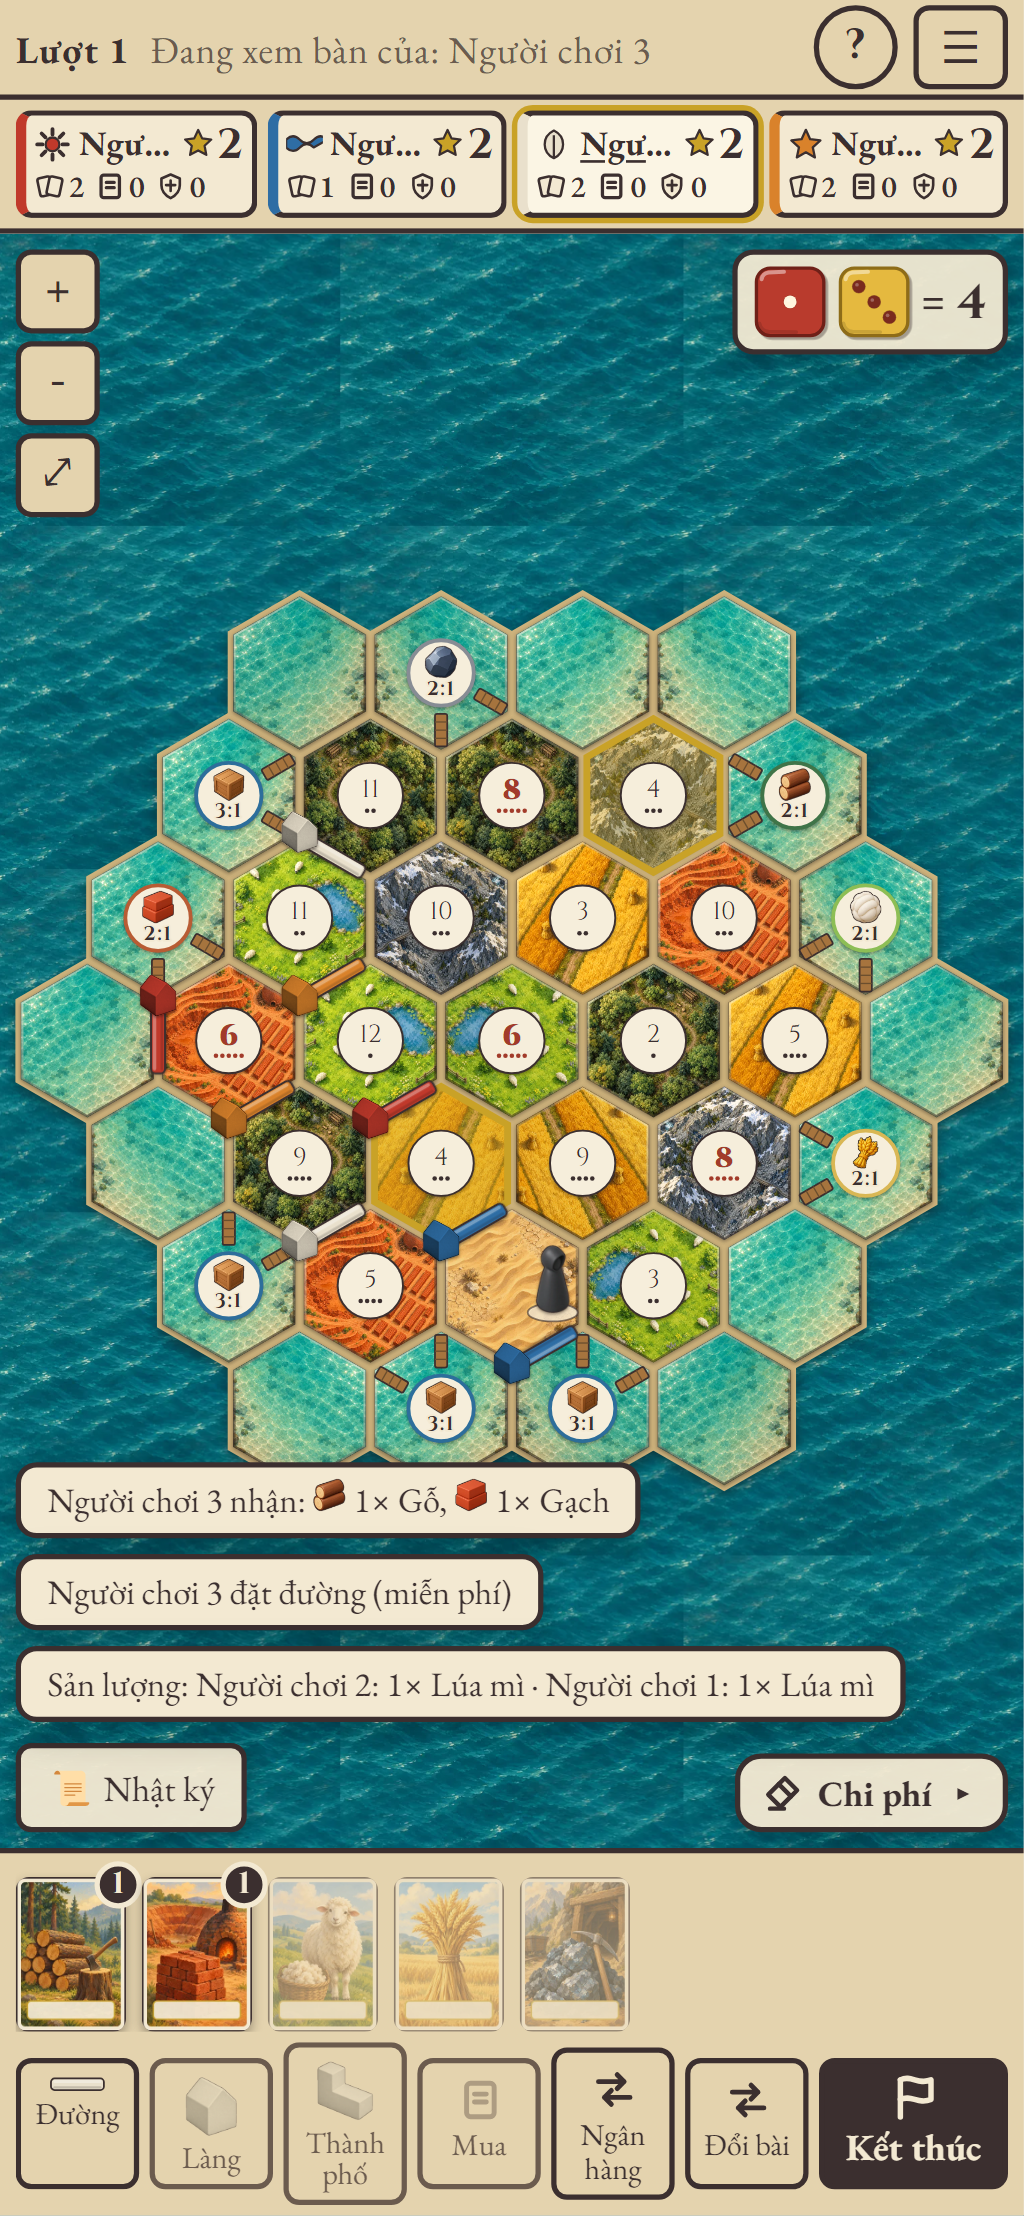 Lượt 1 Đang xem bàn của: Người chơi 3 ? ☰
Ngư... 2 Ngư... 2 Ngư... 2 Ngư... 2
2 0 0 1 0 0 2 0 0 2 0 0
+
= 4
-
2:1
3:1 11 8 4 2:1
2:1 11 10 3 10 2:1
6 12 6 2 5
9 4 9 8 2:1
3:1 5 3
3:1 3:1
Người chơi 3 nhận: 1× Gỗ, 1× Gạch
Người chơi 3 đặt đường (miễn phí)
Sản lượng: Người chơi 2: 1× Lúa mì · Người chơi 1: 1× Lúa mì
Nhật ký Chi phí ▸
1 1
Đường Làng Thành phố Mua Ngân hàng Đổi bài Kết thúc